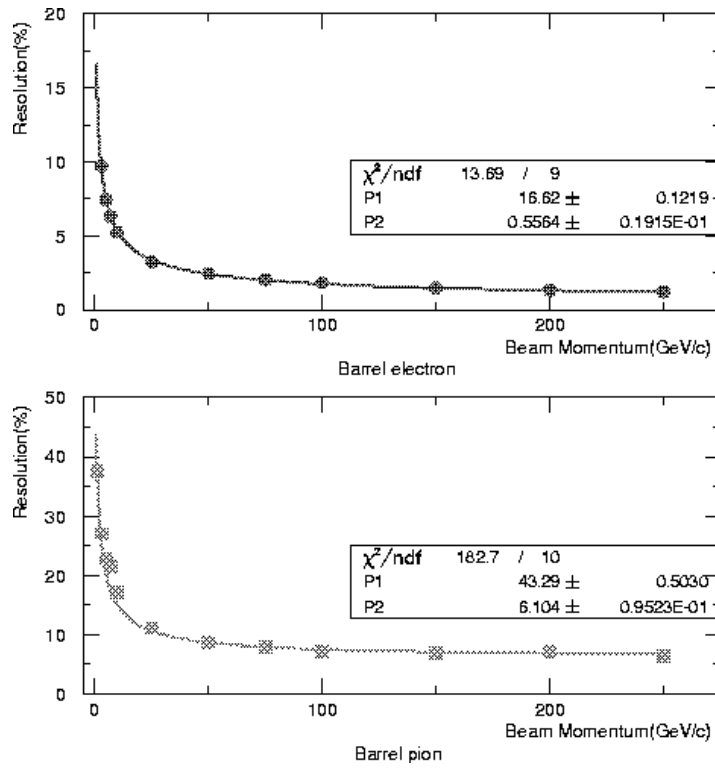 20
15
10
5
0
Resolution(%)
χ²/ndf 13.69 / 9
P1 16.62 ± 0.1219
P2 0.5564 ± 0.1915E-01
0 100 200
Beam Momentum(GeV/c)
Barrel electron
50
40
30
20
10
0
Resolution(%)
χ²/ndf 182.7 / 10
P1 43.29 ± 0.5030
P2 6.104 ± 0.9523E-01
0 100 200
Beam Momentum(GeV/c)
Barrel pion